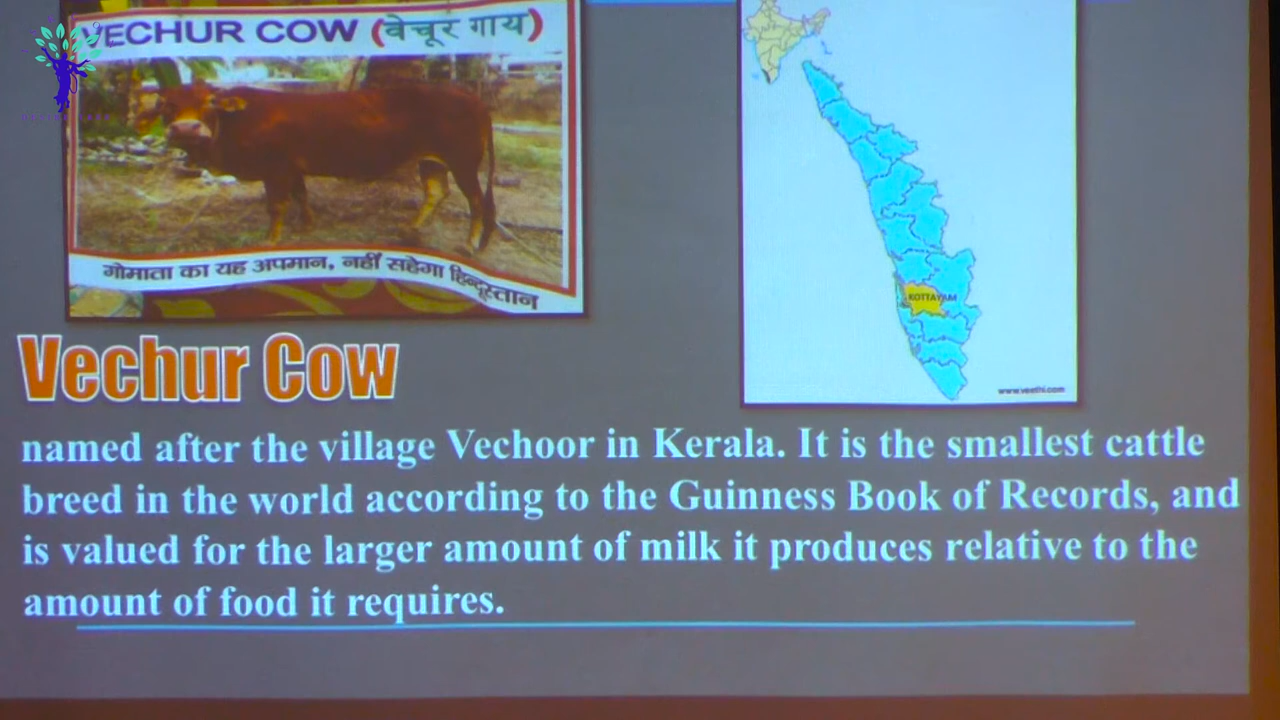 VECHUR COW (बेचूर गाय)
गोमाता का यह अपमान, नहीं सहेगा हिन्दूस्तान
KOTTAYAM
www.veethi.com
Vechur Cow
named after the village Vechoor in Kerala. It is the smallest cattle
breed in the world according to the Guinness Book of Records, and
is valued for the larger amount of milk it produces relative to the
amount of food it requires.